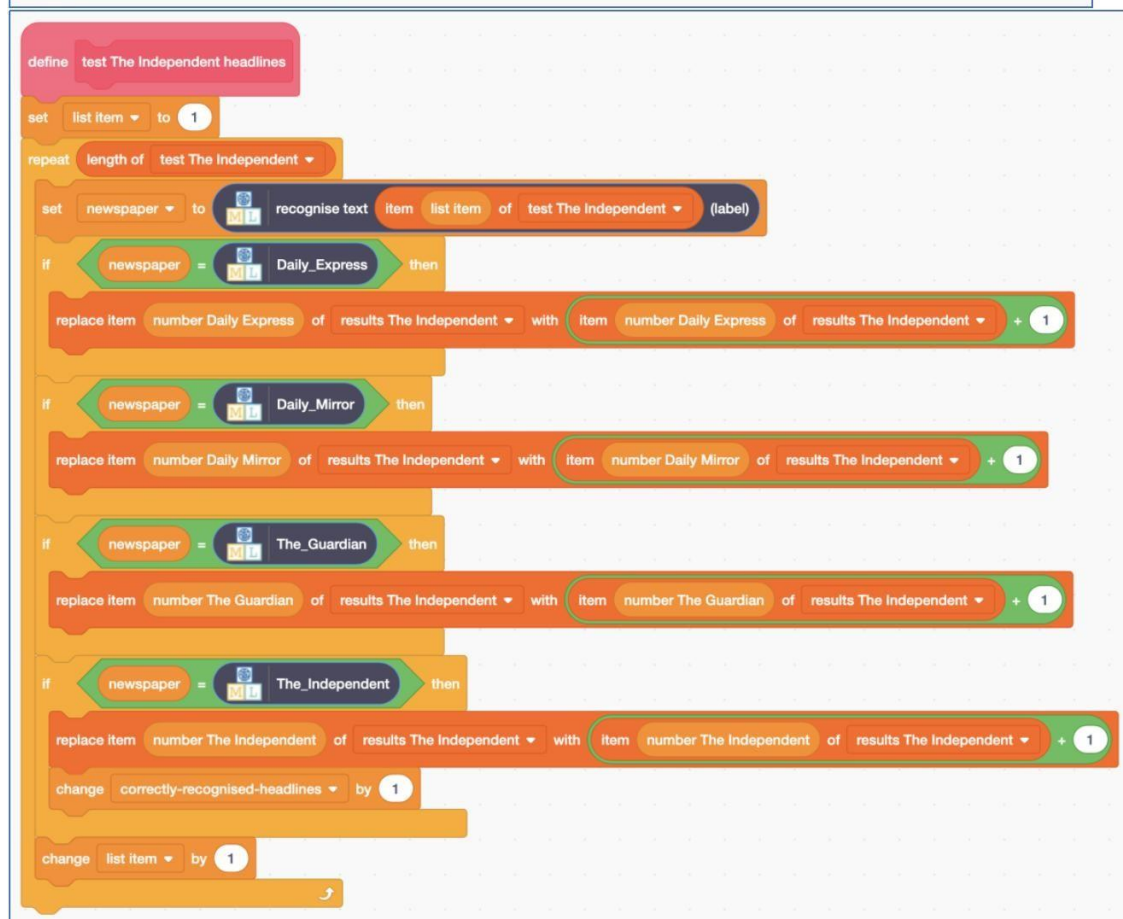 define test The Independent headlines
set list item to 1
repeat length of test The Independent
set newspaper to ML recognise text item list item of test The Independent (label)
if newspaper = ML Daily_Express then
replace item number Daily Express of results The Independent with item number Daily Express of results The Independent + 1
if newspaper = ML Daily_Mirror then
replace item number Daily Mirror of results The Independent with item number Daily Mirror of results The Independent + 1
if newspaper = ML The_Guardian then
replace item number The Guardian of results The Independent with item number The Guardian of results The Independent + 1
if newspaper = ML The_Independent then
replace item number The Independent of results The Independent with item number The Independent of results The Independent + 1
change correctly-recognised-headlines by 1
change list item by 1